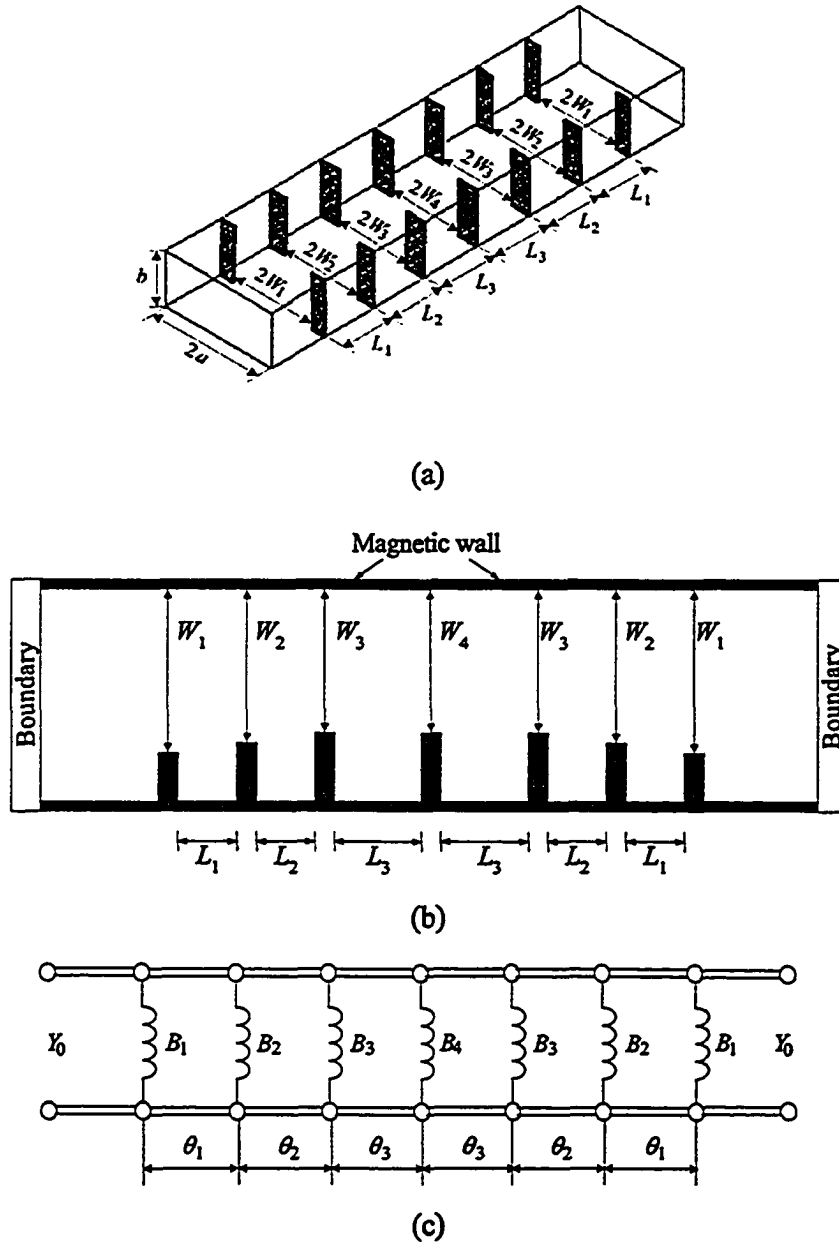 2W₁
2W₂
2W₃
2W₄
2W₃
2W₂
2W₁
b
2a
L₁
L₂
L₃
L₃
L₂
L₁
(a)
Magnetic wall
Boundary W₁ W₂ W₃ W₄ W₃ W₂ W₁ Boundary
L₁ L₂ L₃ L₃ L₂ L₁
(b)
Y₀ B₁ B₂ B₃ B₄ B₃ B₂ B₁ Y₀
θ₁ θ₂ θ₃ θ₃ θ₂ θ₁
(c)